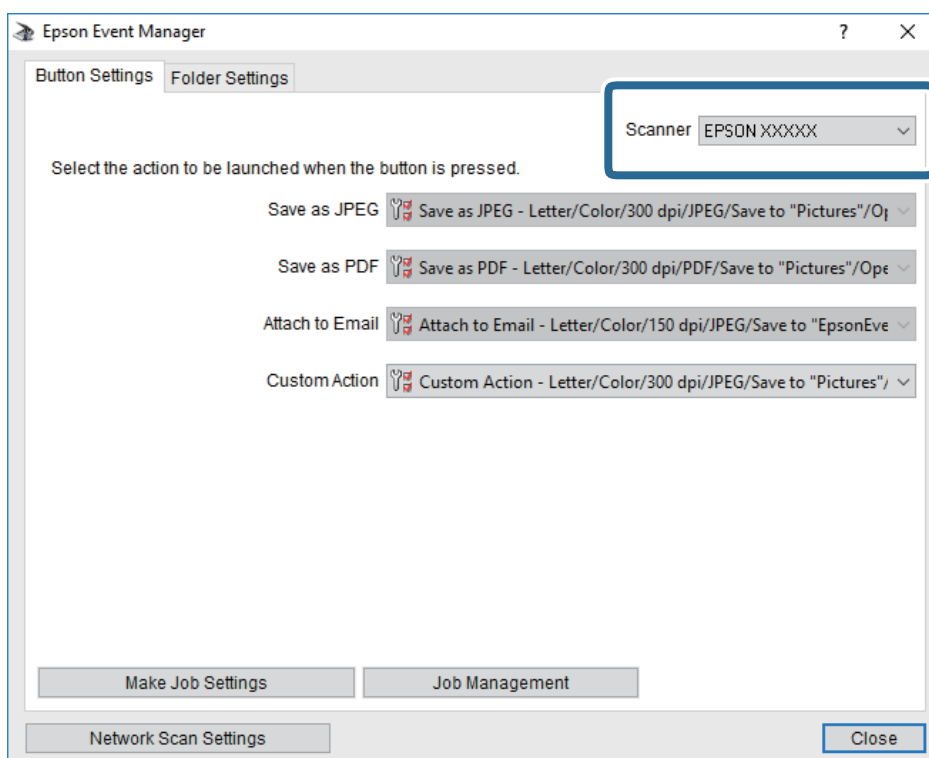 Epson Event Manager
?
Button Settings Folder Settings
Scanner EPSON XXXXX
Select the action to be launched when the button is pressed.
Save as JPEG Save as JPEG - Letter/Color/300 dpi/JPEG/Save to "Pictures"/Op
Save as PDF Save as PDF - Letter/Color/300 dpi/PDF/Save to "Pictures"/Ope
Attach to Email Attach to Email - Letter/Color/150 dpi/JPEG/Save to "EpsonEve
Custom Action Custom Action - Letter/Color/300 dpi/JPEG/Save to "Pictures"/
Make Job Settings Job Management
Network Scan Settings Close